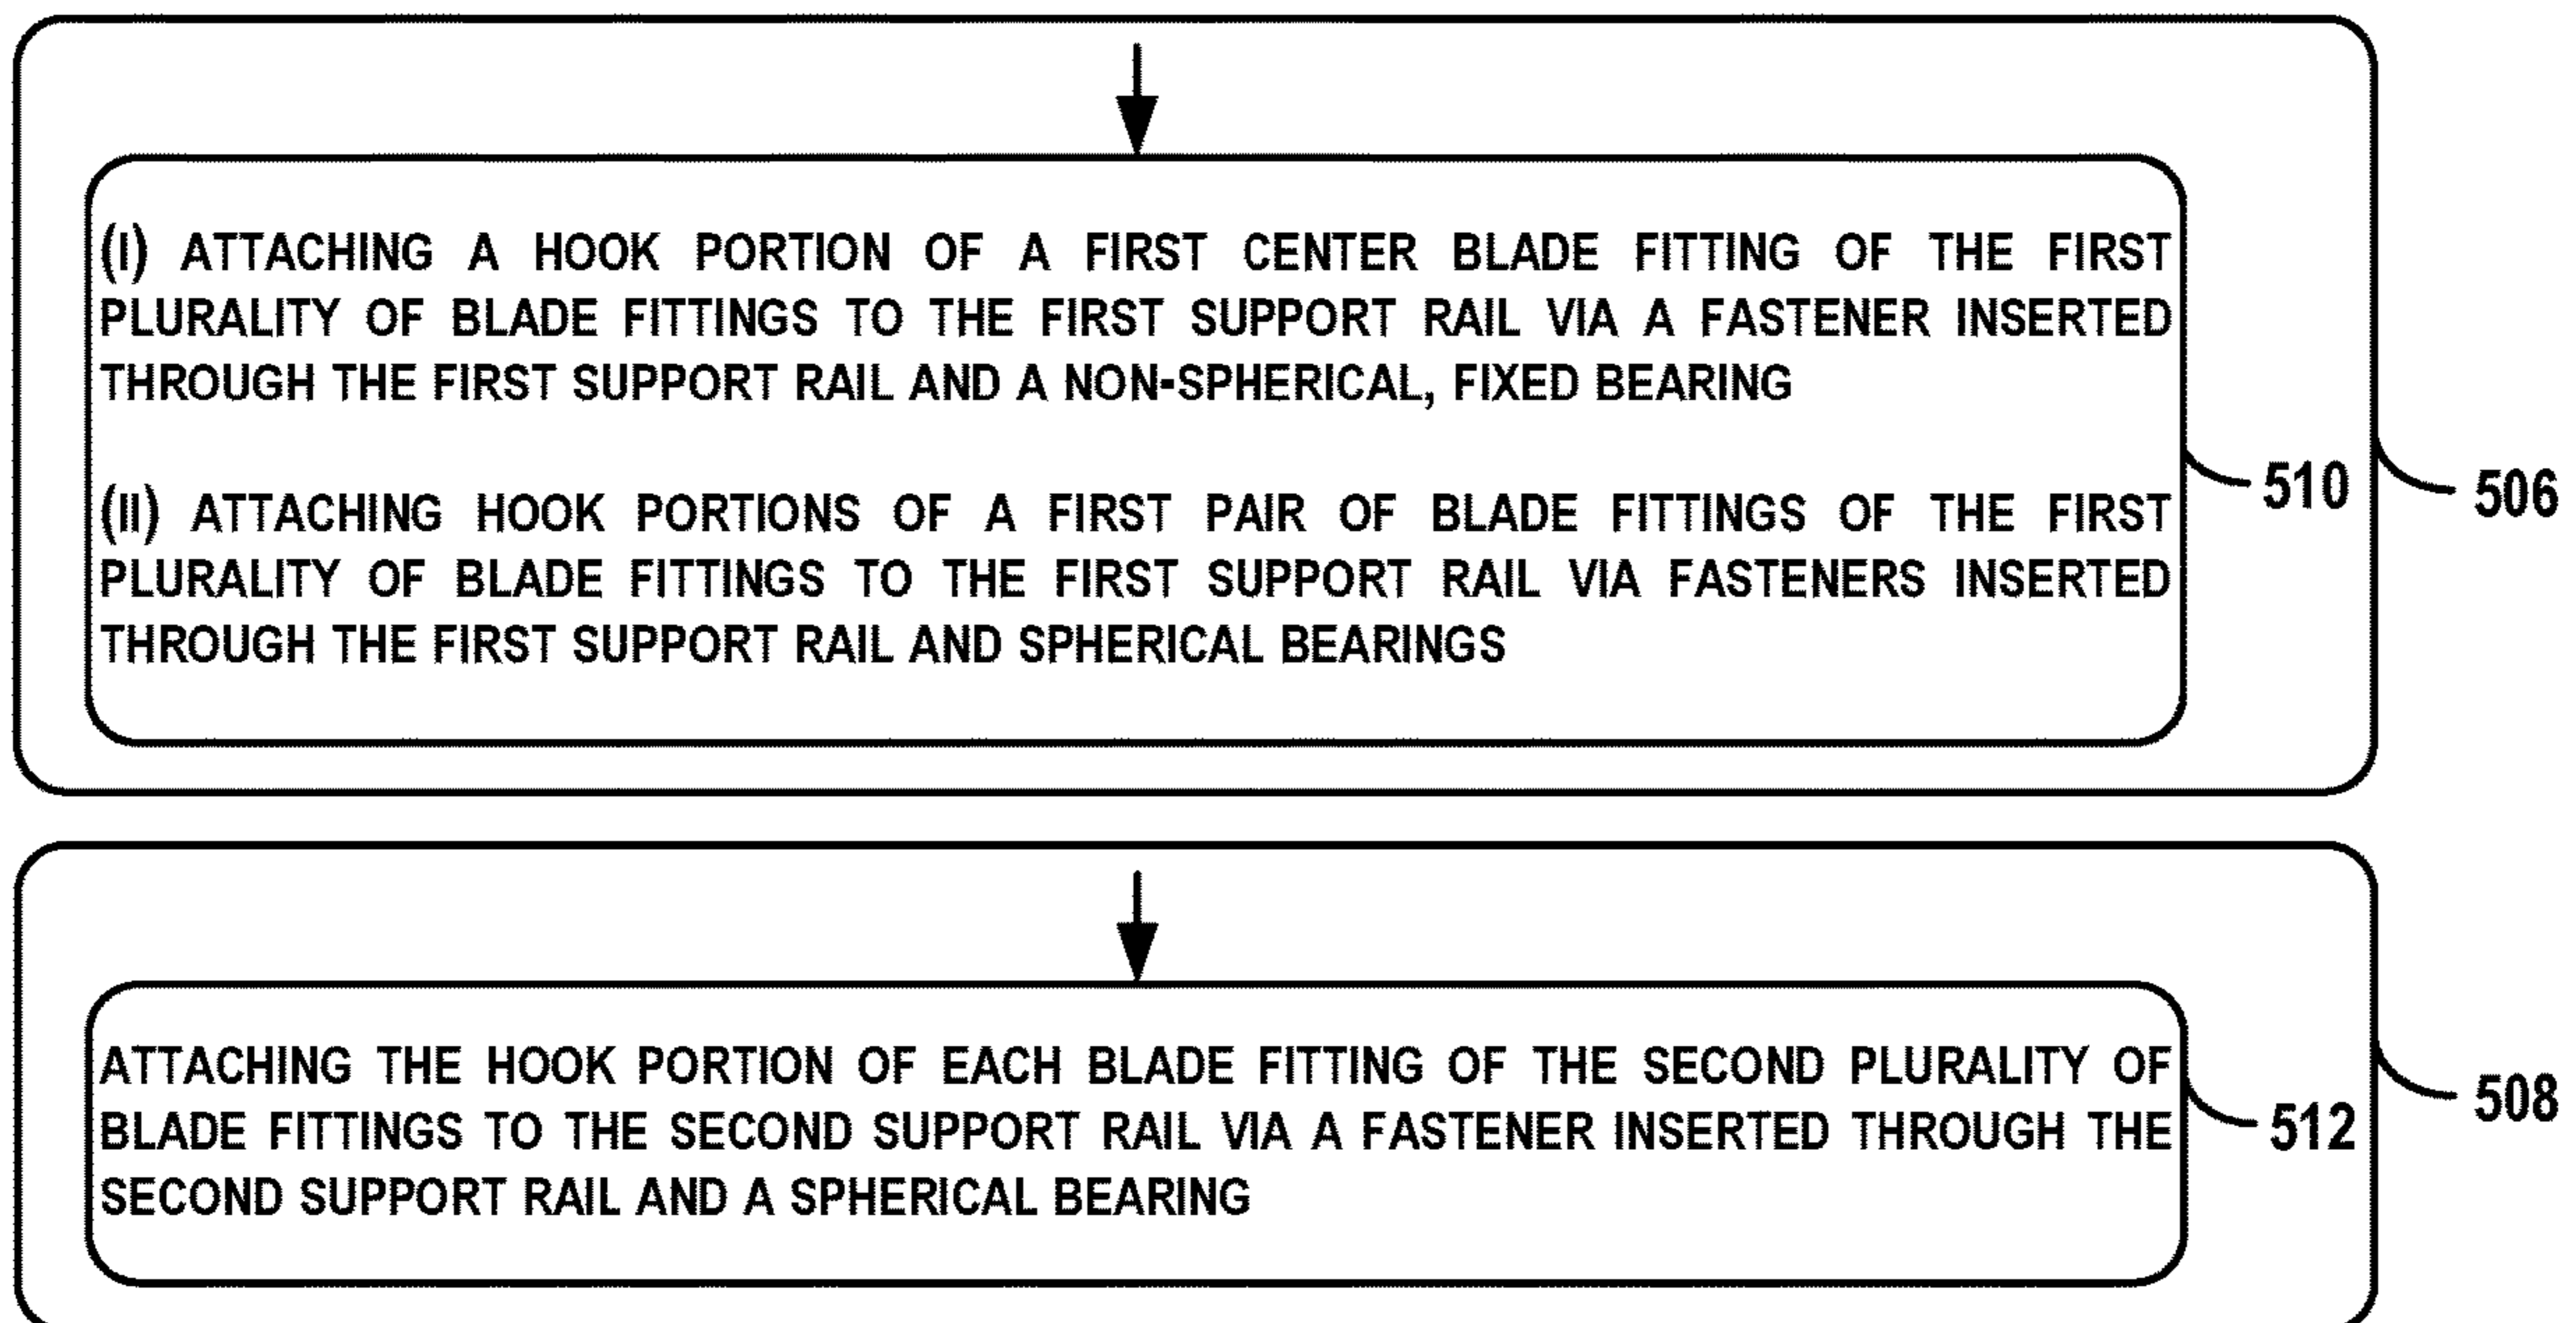 (I) ATTACHING A HOOK PORTION OF A FIRST CENTER BLADE FITTING OF THE FIRST
PLURALITY OF BLADE FITTINGS TO THE FIRST SUPPORT RAIL VIA A FASTENER INSERTED
THROUGH THE FIRST SUPPORT RAIL AND A NON-SPHERICAL, FIXED BEARING
(II) ATTACHING HOOK PORTIONS OF A FIRST PAIR OF BLADE FITTINGS OF THE FIRST
PLURALITY OF BLADE FITTINGS TO THE FIRST SUPPORT RAIL VIA FASTENERS INSERTED
THROUGH THE FIRST SUPPORT RAIL AND SPHERICAL BEARINGS
510
506
ATTACHING THE HOOK PORTION OF EACH BLADE FITTING OF THE SECOND PLURALITY OF
BLADE FITTINGS TO THE SECOND SUPPORT RAIL VIA A FASTENER INSERTED THROUGH THE
SECOND SUPPORT RAIL AND A SPHERICAL BEARING
512
508